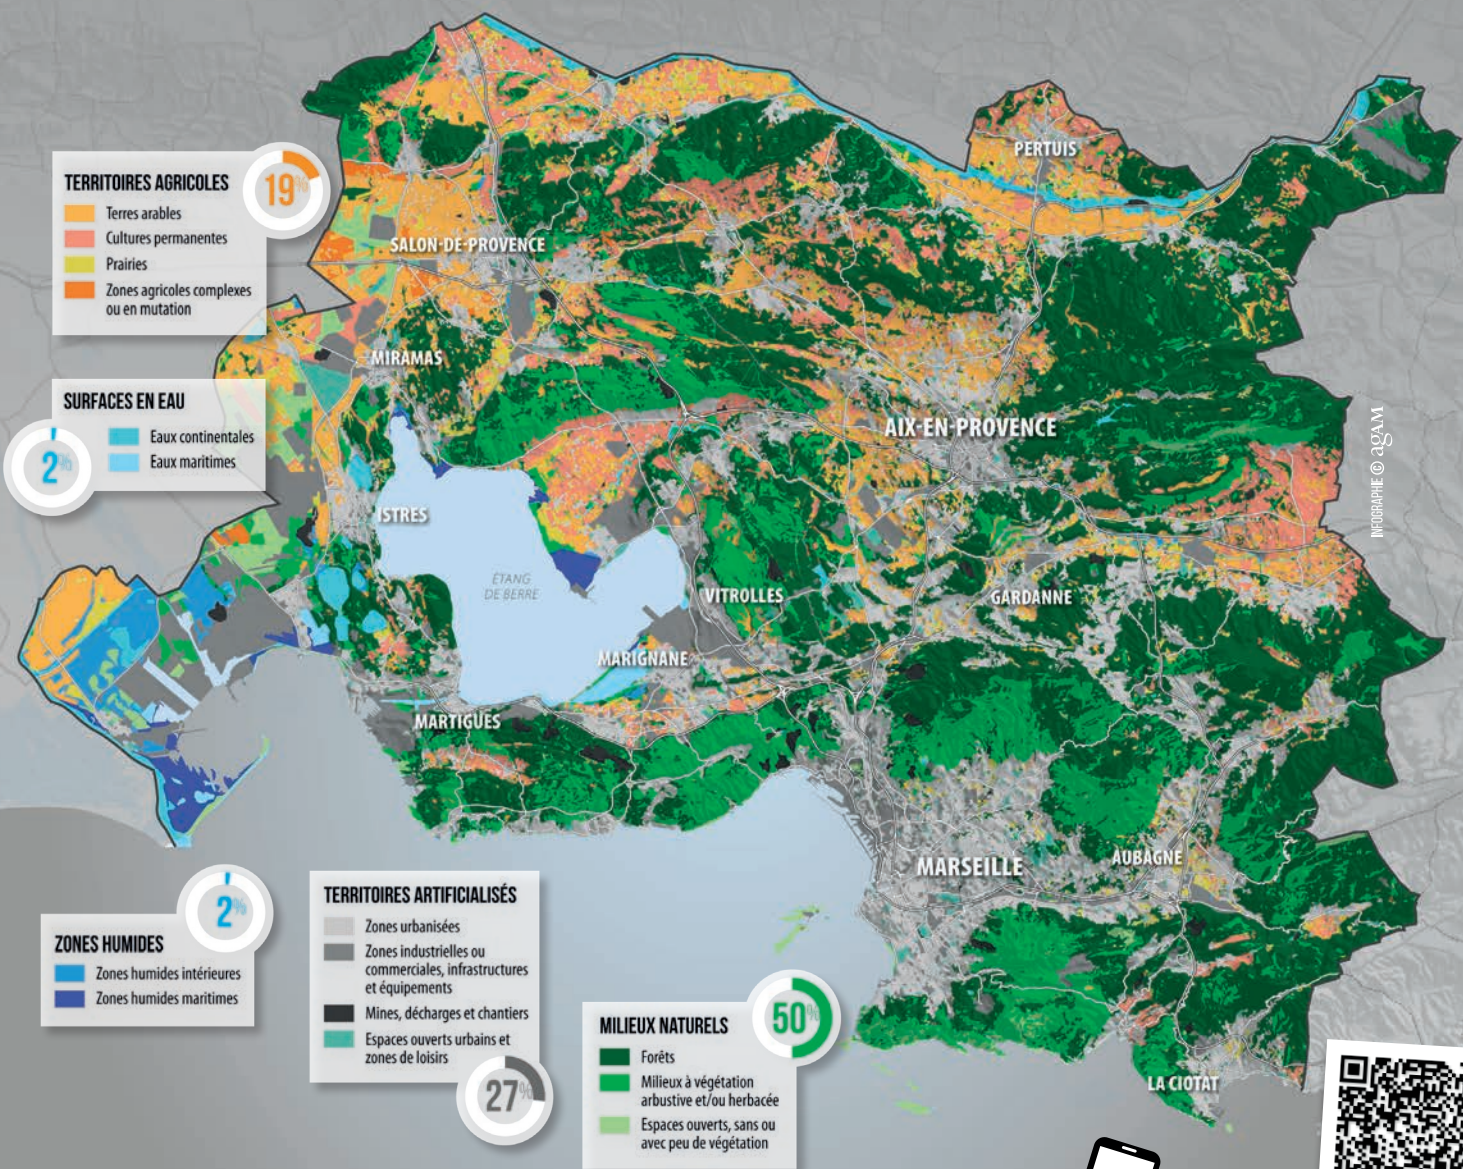 PERTUIS
TERRITOIRES AGRICOLES
19%
Terres arables
Cultures permanentes
Prairies
Zones agricoles complexes
ou en mutation
SALON-DE-PROVENCE
MIRAMAS
SURFACES EN EAU
2%
Eaux continentales
Eaux maritimes
AIX-EN-PROVENCE
INFOGRAPHIE © agAM
ISTRES
ÉTANG
DE BERRE
VITROLLES
GARDANNE
MARIGNANE
MARTIGUES
MARSEILLE
AUBAGNE
ZONES HUMIDES
2%
Zones humides intérieures
Zones humides maritimes
TERRITOIRES ARTIFICIALISÉS
Zones urbanisées
Zones industrielles ou
commerciales, infrastructures
et équipements
Mines, décharges et chantiers
Espaces ouverts urbains et
zones de loisirs
27%
MILIEUX NATURELS
50%
Forêts
Milieux à végétation
arbustive et/ou herbacée
Espaces ouverts, sans ou
avec peu de végétation
LA CIOTAT